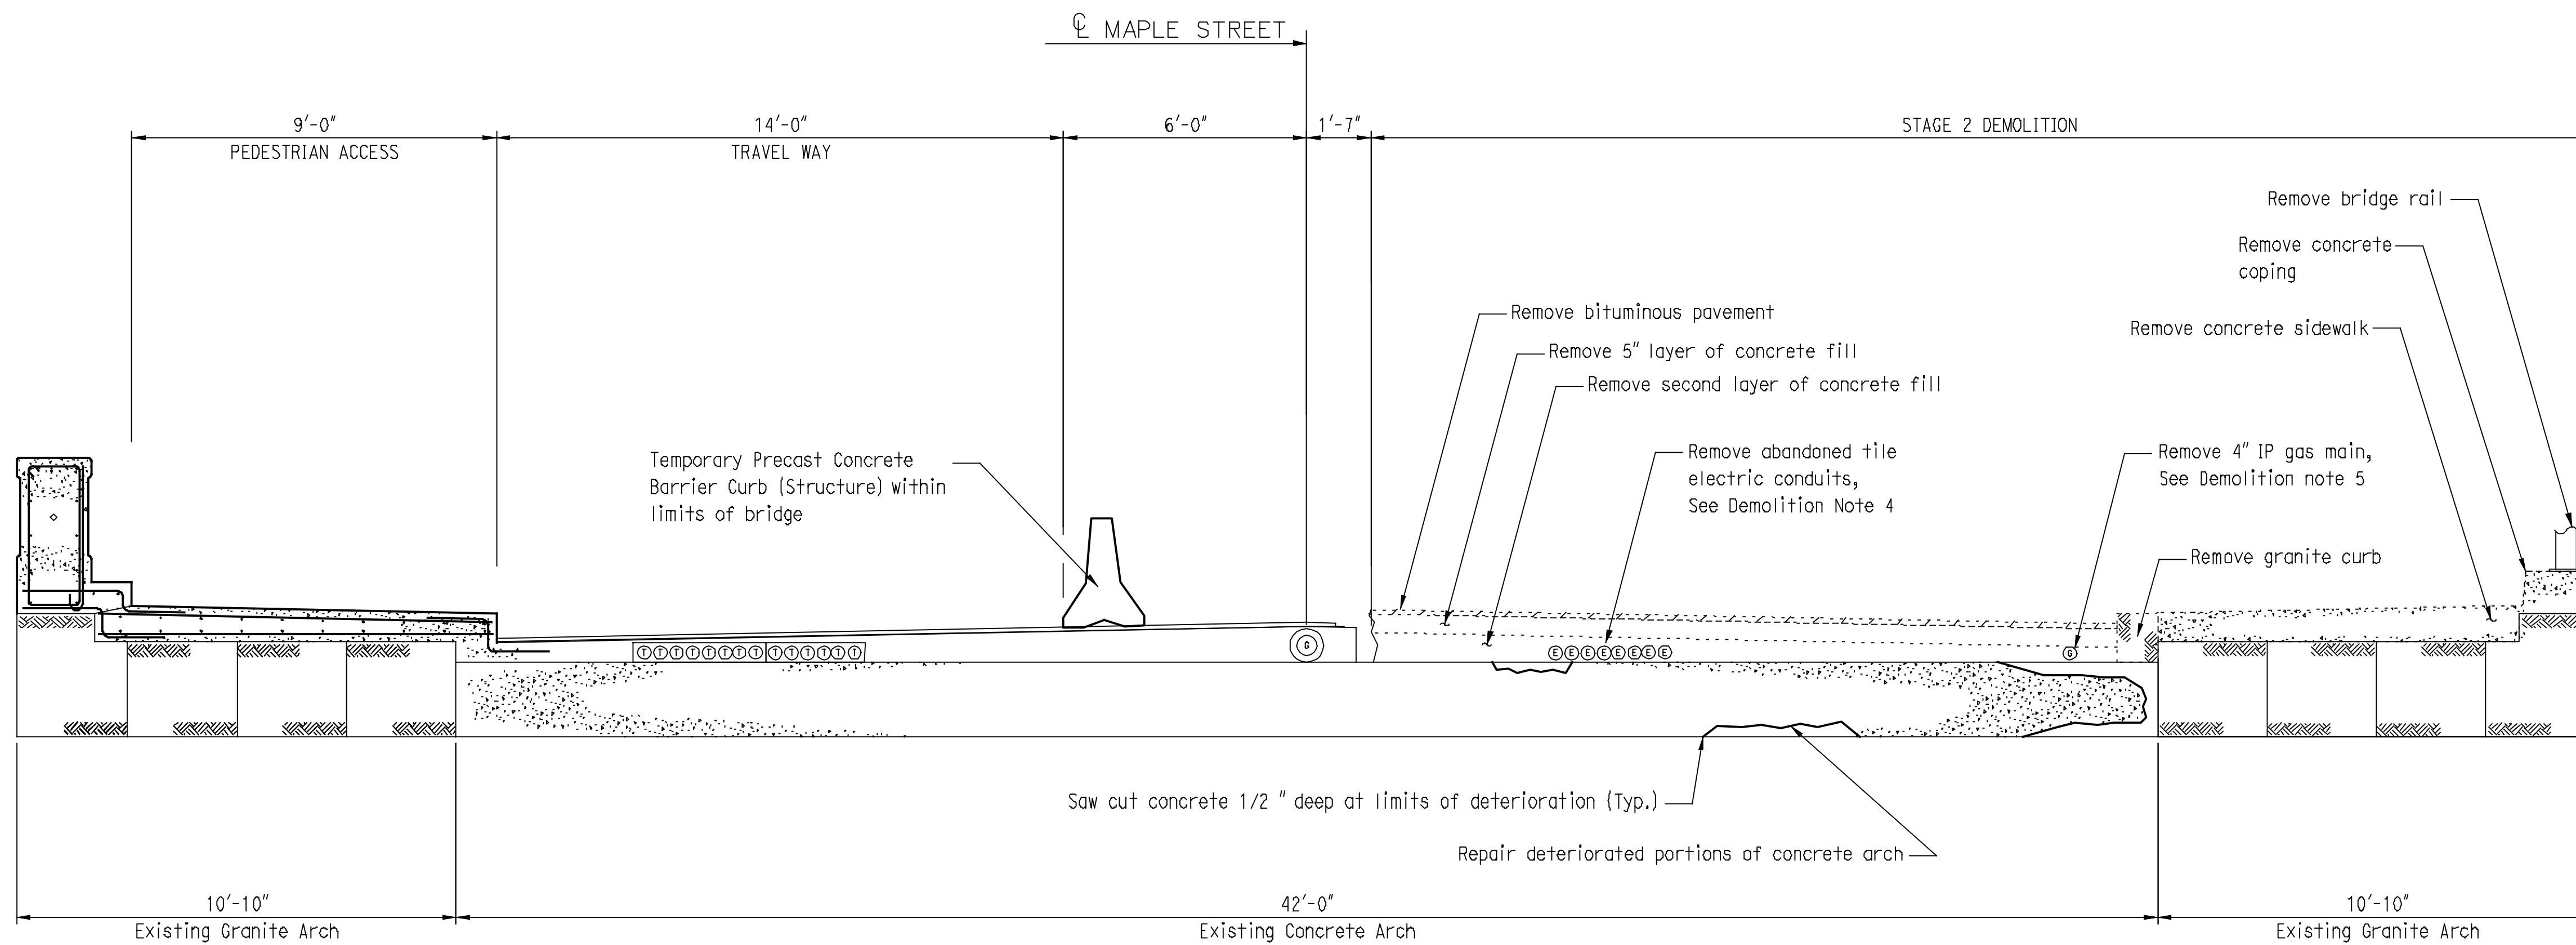 ℄ MAPLE STREET
9'-0"
14'-0"
6'-0"
1'-7"
STAGE 2 DEMOLITION
PEDESTRIAN ACCESS
TRAVEL WAY
Remove bridge rail
Remove concrete
coping
Remove bituminous pavement
Remove concrete sidewalk
Remove 5" layer of concrete fill
Remove second layer of concrete fill
Temporary Precast Concrete
Barrier Curb (Structure) within
limits of bridge
Remove abandoned tile
electric conduits,
See Demolition Note 4
Remove 4" IP gas main,
See Demolition note 5
Remove granite curb
T T T T T T T T T T T T T T
G
E E E E E E E E
G
Saw cut concrete 1/2 " deep at limits of deterioration (Typ.)
Repair deteriorated portions of concrete arch
10'-10"
Existing Granite Arch
42'-0"
Existing Concrete Arch
10'-10"
Existing Granite Arch